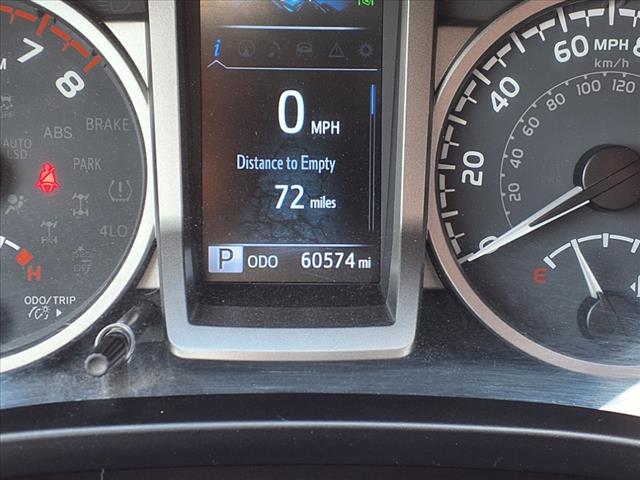 7
8
ABS
BRAKE
AUTO
LSD
PARK
4LO
H
ODO/TRIP
i
0 MPH
Distance to Empty
72 miles
P ODO 60574 mi
0
20
40
60
MPH
km/h
20
40
60
80
100
120
E